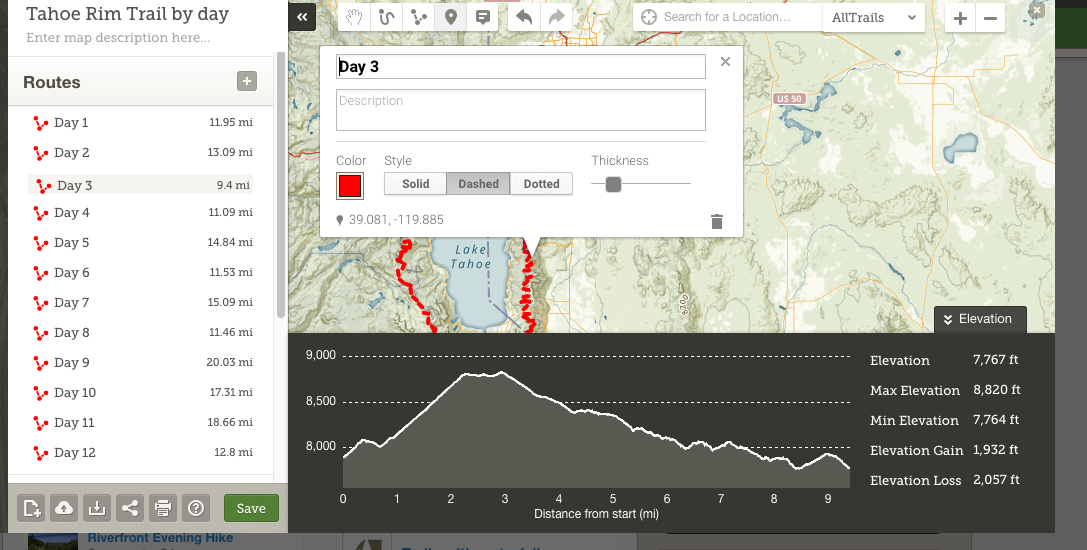 Tahoe Rim Trail by day
Enter map description here...
Routes
Day 1 11.95 mi
Day 2 13.09 mi
Day 3 9.4 mi
Day 4 11.09 mi
Day 5 14.84 mi
Day 6 11.53 mi
Day 7 15.09 mi
Day 8 11.46 mi
Day 9 20.03 mi
Day 10 17.31 mi
Day 11 18.66 mi
Day 12 12.8 mi
Save
Search for a Location...
AllTrails
Day 3
Description
Color
Style
Thickness
Solid
Dashed
Dotted
39.081, -119.885
US 50
Lake
Tahoe
Elevation
9,000
8,500
8,000
0 1 2 3 4 5 6 7 8 9
Distance from start (mi)
Elevation 7,767 ft
Max Elevation 8,820 ft
Min Elevation 7,764 ft
Elevation Gain 1,932 ft
Elevation Loss 2,057 ft
Riverfront Evening Hike